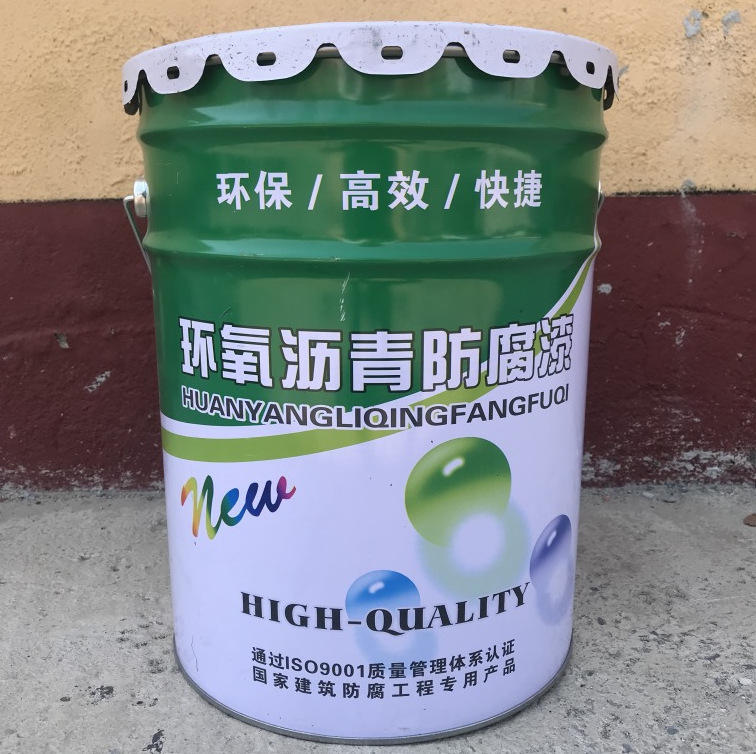 环保/高效/快捷
环氧沥青防腐漆
HUANYANGLIQINGFANGFUQI
New
HIGH-QUALITY
通过ISO9001质量管理体系认证
国家建筑防腐工程专用产品